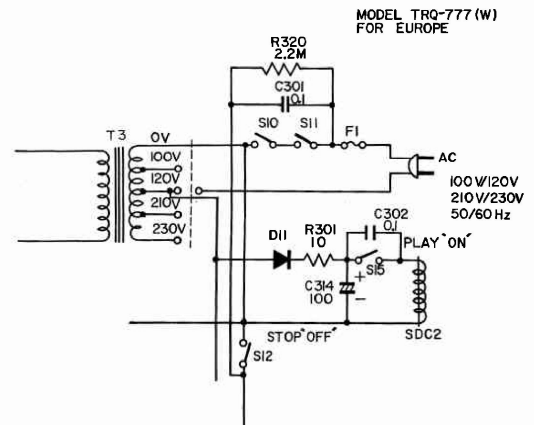 MODEL TRQ-777(W)
FOR EUROPE
R320
2.2M
C301
0.1
S10
S11
F1
T3
0V
100V
120V
210V
230V
AC
100V/120V
210V/230V
50/60Hz
C302
0.1
D11
R301
10
PLAY "ON"
+
S15
C314
100
−
STOP "OFF"
SDC2
S12